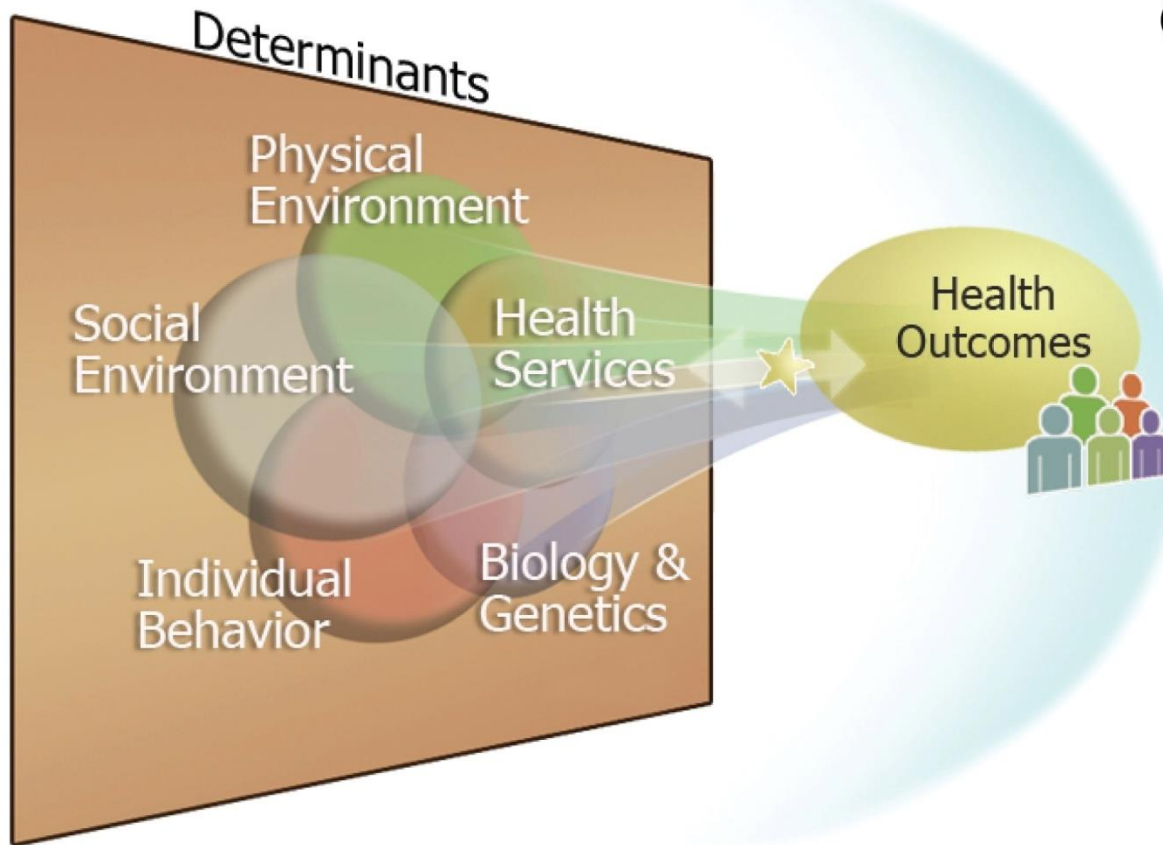 Determinants
Physical
Environment
Social
Environment
Health
Services
Individual
Behavior
Biology &
Genetics
Health
Outcomes